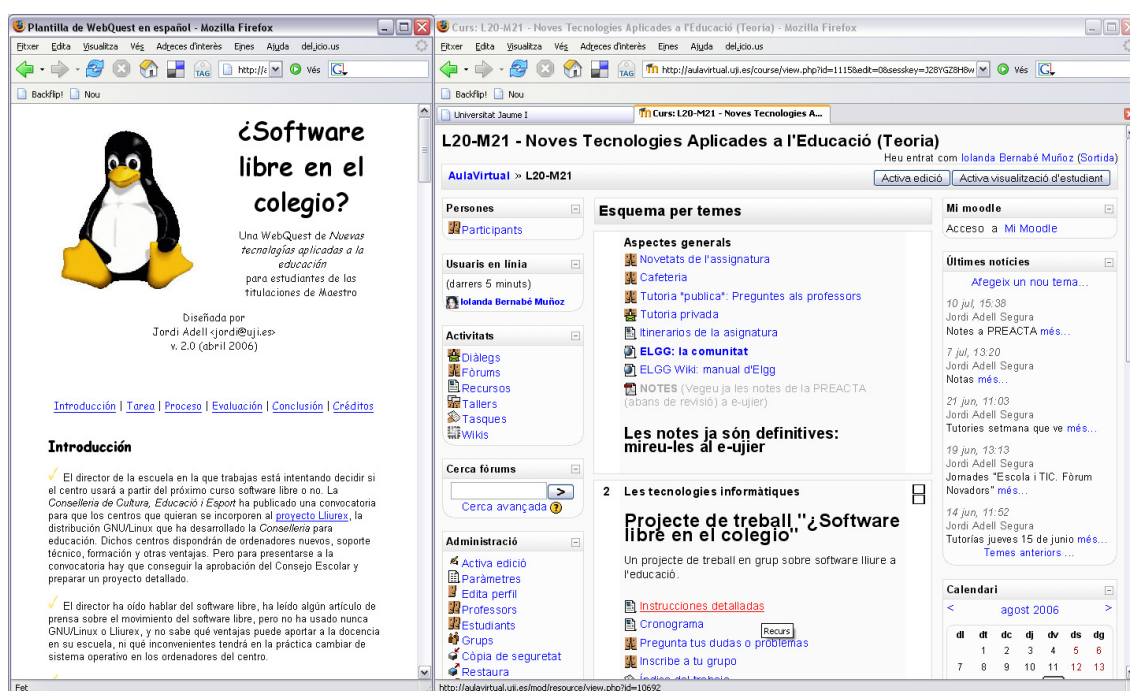 Plantilla de WebQuest en español - Mozilla Firefox
Fitxer Edita Visualitza Vés Adreces d'interès Eines Ajuda del.icio.us
TAG http:// Vés G
Backflip! Nou
¿Software
libre en el
colegio?
Una WebQuest de Nuevas
tecnologías aplicadas a la
educación
para estudiantes de las
titulaciones de Maestro
Diseñada por
Jordi Adell <jordi@uji.es>
v. 2.0 (abril 2006)
Introducción | Tarea | Proceso | Evaluación | Conclusión | Créditos
Introducción
El director de la escuela en la que trabajas está intentando decidir si
el centro usará a partir del próximo curso software libre o no. La
Conselleria de Cultura, Educació i Esport ha publicado una convocatoria
para que los centros que quieran se incorporen al proyecto Lliurex, la
distribución GNU/Linux que ha desarrollado la Conselleria para
educación. Dichos centros dispondrán de ordenadores nuevos, soporte
técnico, formación y otras ventajas. Pero para presentarse a la
convocatoria hay que conseguir la aprobación del Consejo Escolar y
preparar un proyecto detallado.
El director ha oído hablar del software libre, ha leído algún artículo de
prensa sobre el movimiento del software libre, pero no ha usado nunca
GNU/Linux o Lliurex, y no sabe qué ventajas puede aportar a la docencia
en su escuela, ni qué inconvenientes tendrá en la práctica cambiar de
sistema operativo en los ordenadores del centro.
Fet
Curs: L20-M21 - Noves Tecnologies Aplicades a l'Educació (Teoria) - Mozilla Firefox
Fitxer Edita Visualitza Vés Adreces d'interès Eines Ajuda del.icio.us
TAG http://aulavirtual.uji.es/course/view.php?id=1115&edit=0&sesskey=J28YGZ8H8w Vés G
Backflip! Nou
Universitat Jaume I
Curs: L20-M21 - Noves Tecnologies A...
L20-M21 - Noves Tecnologies Aplicades a l'Educació (Teoria)
Heu entrat com Iolanda Bernabé Muñoz (Sortida)
AulaVirtual » L20-M21
Activa edició
Activa visualització d'estudiant
Persones
Participants
Usuaris en línia
(darrers 5 minuts)
Iolanda Bernabé Muñoz
Activitats
Diàlegs
Fòrums
Recursos
Tallers
Tasques
Wikis
Cerca fòrums
>
Cerca avançada ?
Administració
Activa edició
Paràmetres
Edita perfil
Professors
Estudiants
Grups
Còpia de seguretat
Restaura
Esquema per temes
Aspectes generals
Novetats de l'assignatura
Cafeteria
Tutoria "publica": Preguntes als professors
Tutoria privada
Itinerarios de la asignatura
ELGG: la comunitat
ELGG Wiki: manual d'Elgg
NOTES (Vegeu ja les notes de la PREACTA
(abans de revisió) a e-ujier)
Les notes ja són definitives:
mireu-les al e-ujier
2 Les tecnologies informàtiques
Projecte de treball "¿Software
libre en el colegio"
Un projecte de treball en grup sobre software lliure a
l'educació.
Instrucciones detalladas
Cronograma
Recurs
Pregunta tus dudas o problemas
Inscribe a tu grupo
Índice del trabajo
Mi moodle
Acceso a Mi Moodle
Últimes notícies
Afegeix un nou tema...
10 jul, 15:38
Jordi Adell Segura
Notes a PREACTA més...
7 jul, 13:20
Jordi Adell Segura
Notas més...
21 jun, 11:03
Jordi Adell Segura
Tutories setmana que ve més...
19 jun, 13:13
Jordi Adell Segura
Jornades "Escola i TIC. Fòrum
Novadors" més...
14 jun, 11:52
Jordi Adell Segura
Tutorías jueves 15 de junio més...
Temes anteriors ...
Calendari
< agost 2006 >
dl dt dc dj dv ds dg
1 2 3 4 5 6
7 8 9 10 11 12 13
http://aulavirtual.uji.es/mod/resource/view.php?id=10692